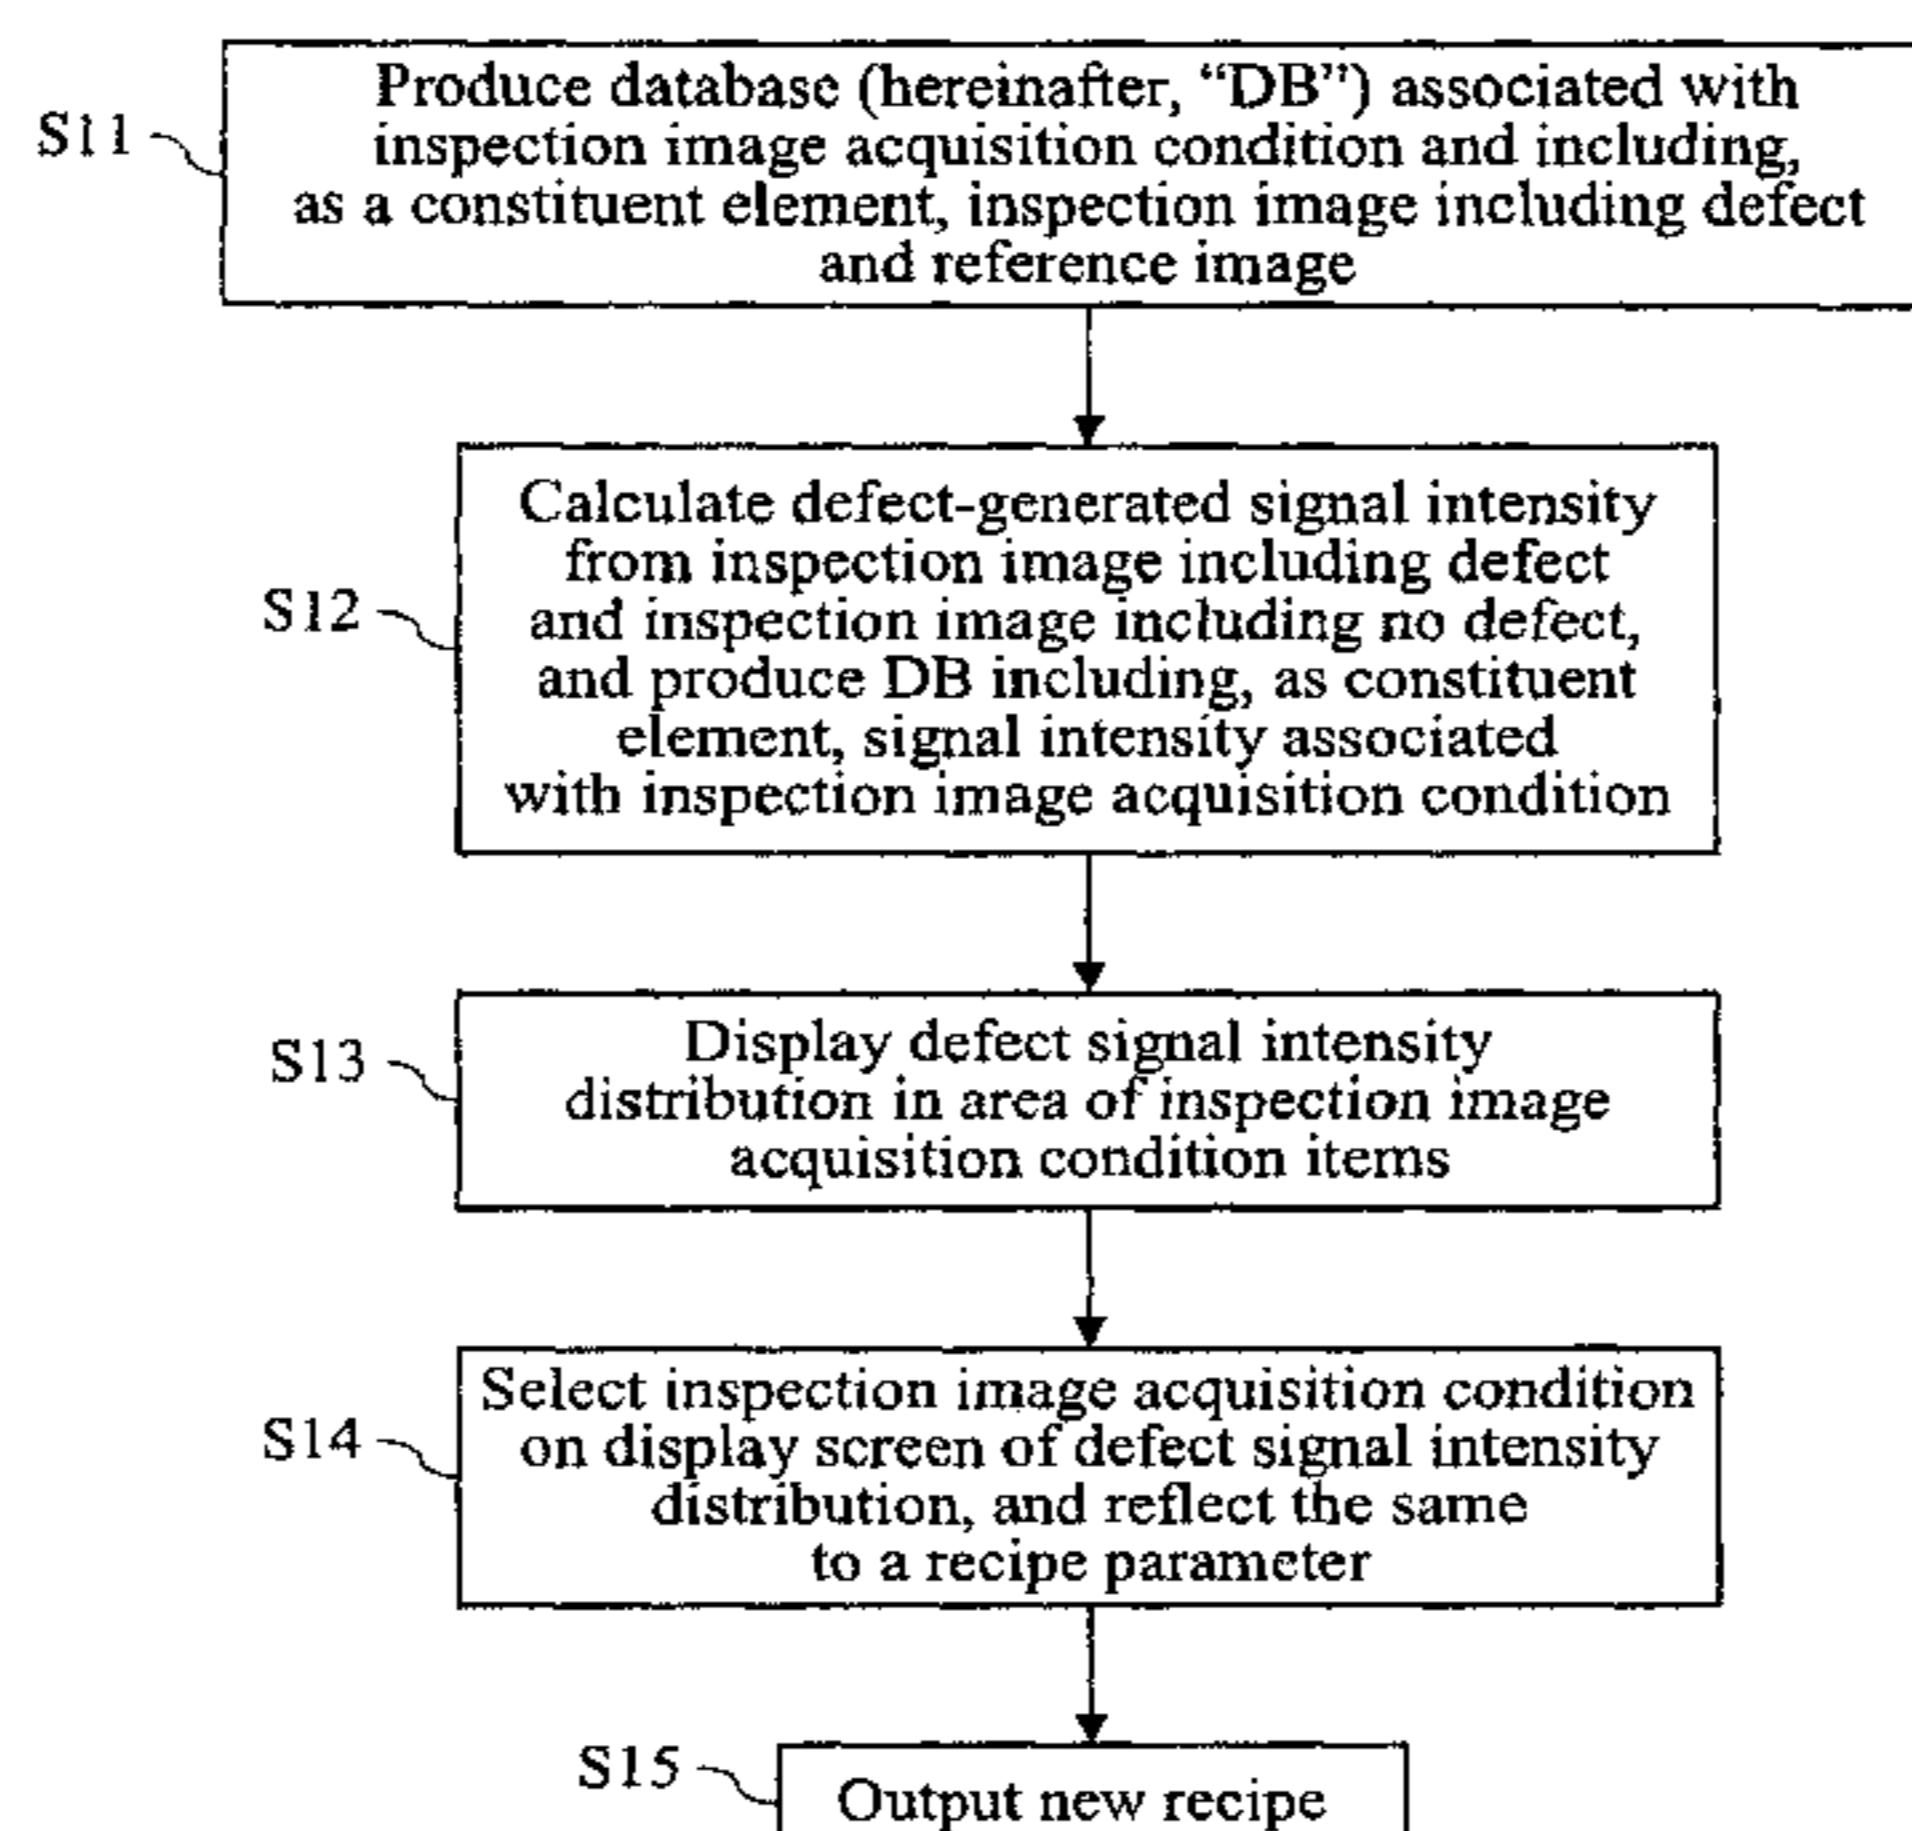 Produce database (hereinafter, “DB”) associated with
S11
inspection image acquisition condition and including,
as a constituent element, inspection image including defect
and reference image
Calculate defect-generated signal intensity
from inspection image including defect
S12
and inspection image including no defect,
and produce DB including, as constituent
element, signal intensity associated
with inspection image acquisition condition
Display defect signal intensity
S13
distribution in area of inspection image
acquisition condition items
Select inspection image acquisition condition
S14
on display screen of defect signal intensity
distribution, and reflect the same
to a recipe parameter
S15
Output new recipe